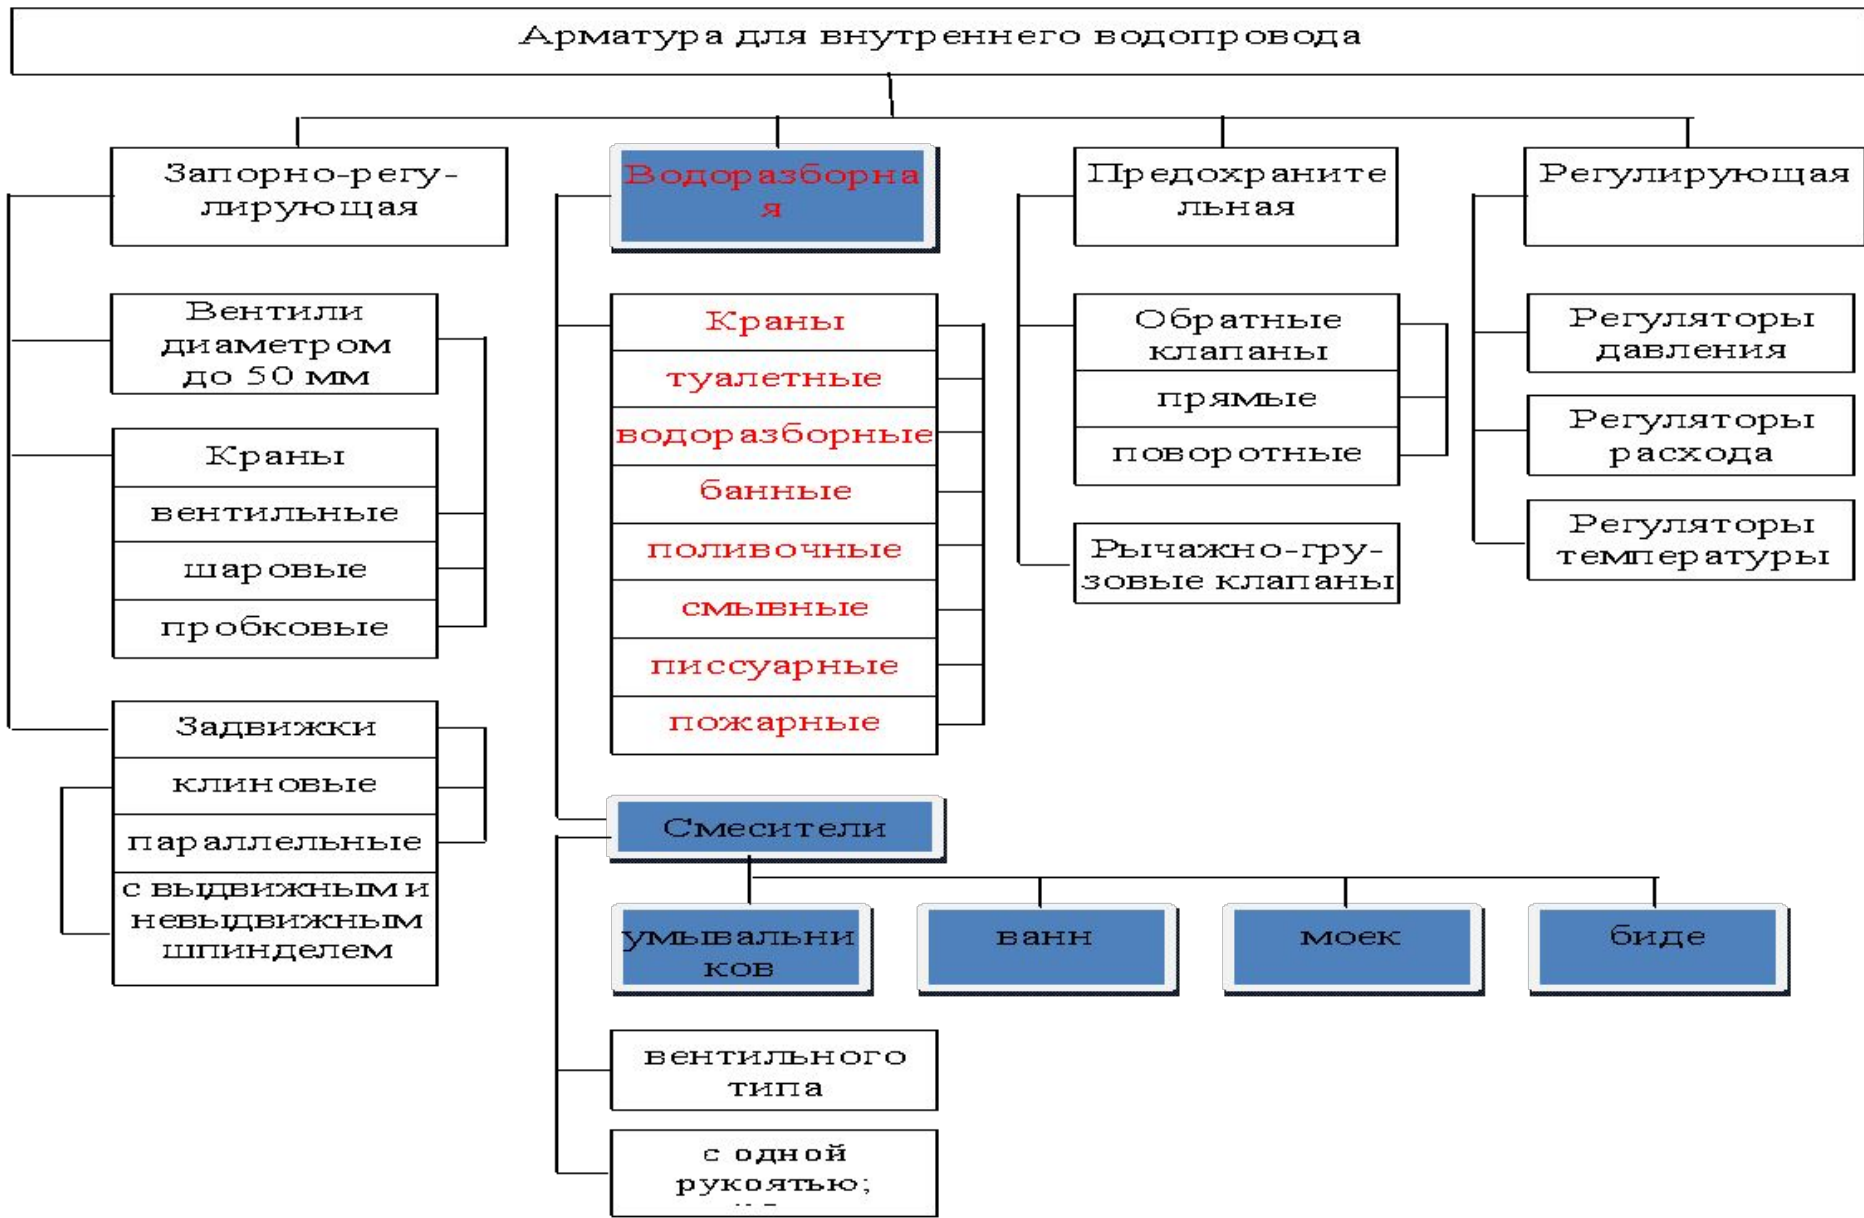 Арматура для внутреннего водопровода
Запорно-регу-
лирующая
Вентили
диаметром
до 50 мм
Краны
вентильные
шаровые
пробковые
Задвижки
клиновые
параллельные
с выдвижным и
невыдвижным
шпинделем
Водоразборна
я
Краны
туалетные
водоразборные
банные
поливочные
смывные
писсуарные
пожарные
Смесители
умывальни
ков
ванн
моек
биде
вентильного
типа
с одной
рукоятью;
Предохраните
льная
Обратные
клапаны
прямые
поворотные
Рычажно-гру-
зовые клапаны
Регулирующая
Регуляторы
давления
Регуляторы
расхода
Регуляторы
температуры